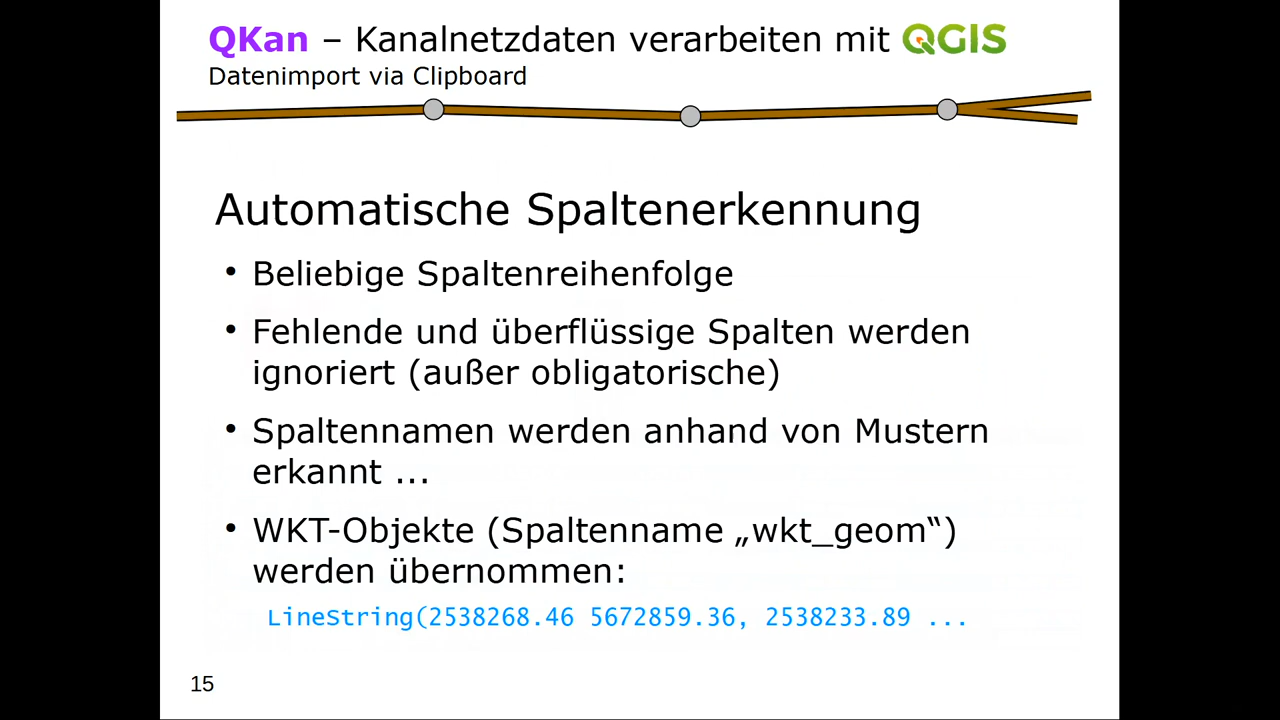 QKan – Kanalnetzdaten verarbeiten mit QGIS
Datenimport via Clipboard
Automatische Spaltenerkennung
• Beliebige Spaltenreihenfolge
• Fehlende und überflüssige Spalten werden
ignoriert (außer obligatorische)
• Spaltennamen werden anhand von Mustern
erkannt ...
• WKT-Objekte (Spaltenname „wkt_geom“)
werden übernommen:
LineString(2538268.46 5672859.36, 2538233.89 ...
15